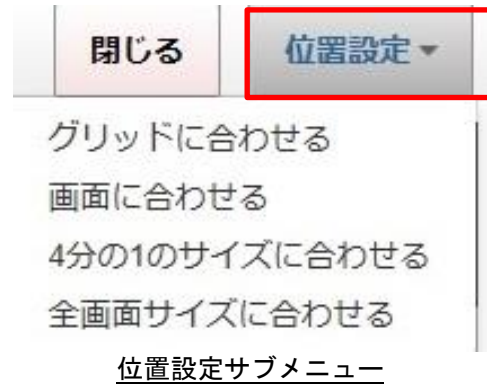 閉じる 位置設定
グリッドに合わせる
画面に合わせる
4分の1のサイズに合わせる
全画面サイズに合わせる
位置設定サブメニュー